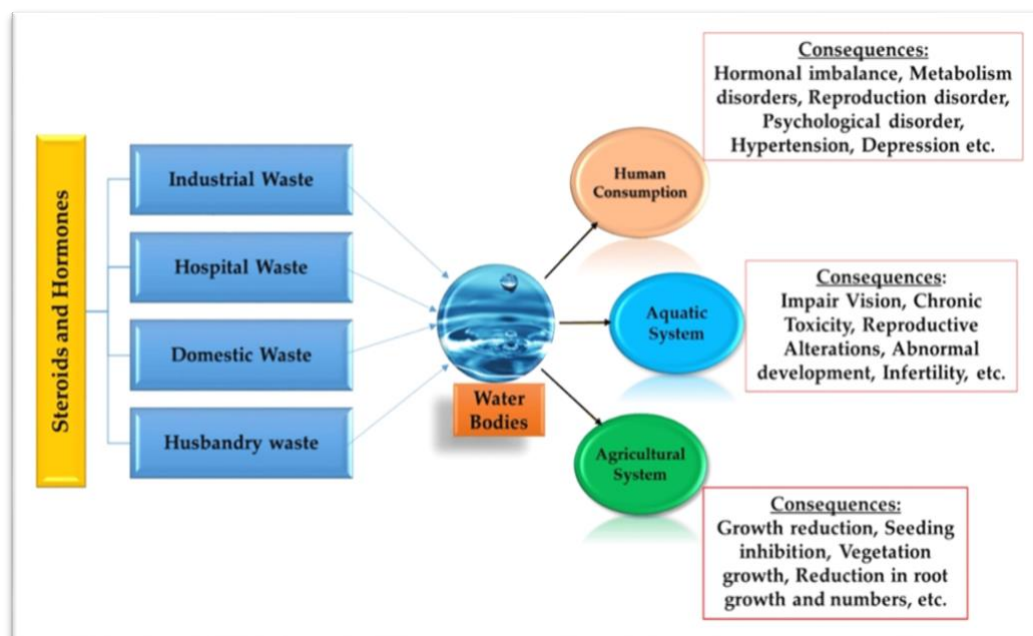 Steroids and Hormones
Industrial Waste
Hospital Waste
Domestic Waste
Husbandry waste
Water
Bodies
Human
Consumption
Aquatic
System
Agricultural
System
Consequences:
Hormonal imbalance, Metabolism
disorders, Reproduction disorder,
Psychological disorder,
Hypertension, Depression etc.
Consequences:
Impair Vision, Chronic
Toxicity, Reproductive
Alterations, Abnormal
development, Infertility, etc.
Consequences:
Growth reduction, Seeding
inhibition, Vegetation
growth, Reduction in root
growth and numbers, etc.